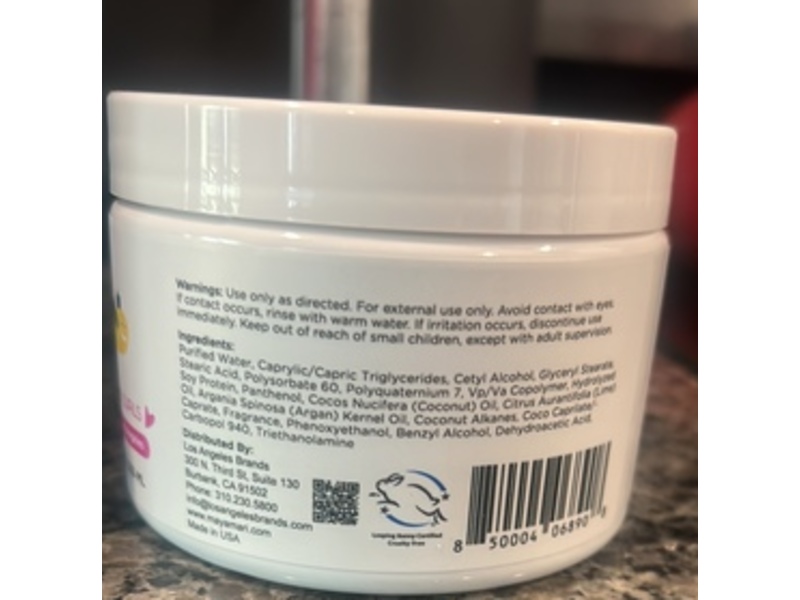 Warnings: Use only as directed. For external use only. Avoid contact with eyes.
If contact occurs, rinse with warm water. If irritation occurs, discontinue use
immediately. Keep out of reach of small children, except with adult supervision.
Ingredients:
Purified Water, Caprylic/Capric Triglycerides, Cetyl Alcohol, Glyceryl Stearate,
Stearic Acid, Polysorbate 60, Polyquaternium 7, Vp/Va Copolymer, Hydrolyzed
Soy Protein, Panthenol, Cocos Nucifera (Coconut) Oil, Citrus Aurantifolia (Lime)
Oil, Argania Spinosa (Argan) Kernel Oil, Coconut Alkanes, Coco Caprylate/-
Caprate, Fragrance, Phenoxyethanol, Benzyl Alcohol, Dehydroacetic Acid,
Carbopol 940, Triethanolamine
Distributed By:
Los Angeles Brands
300 N. Third St, Suite 130
Burbank, CA 91502
Phone: 310.230.5800
info@losangelesbrands.com
www.mayamari.com
Made in USA
Leaping Bunny Certified
Cruelty Free
8 50004 06890 8